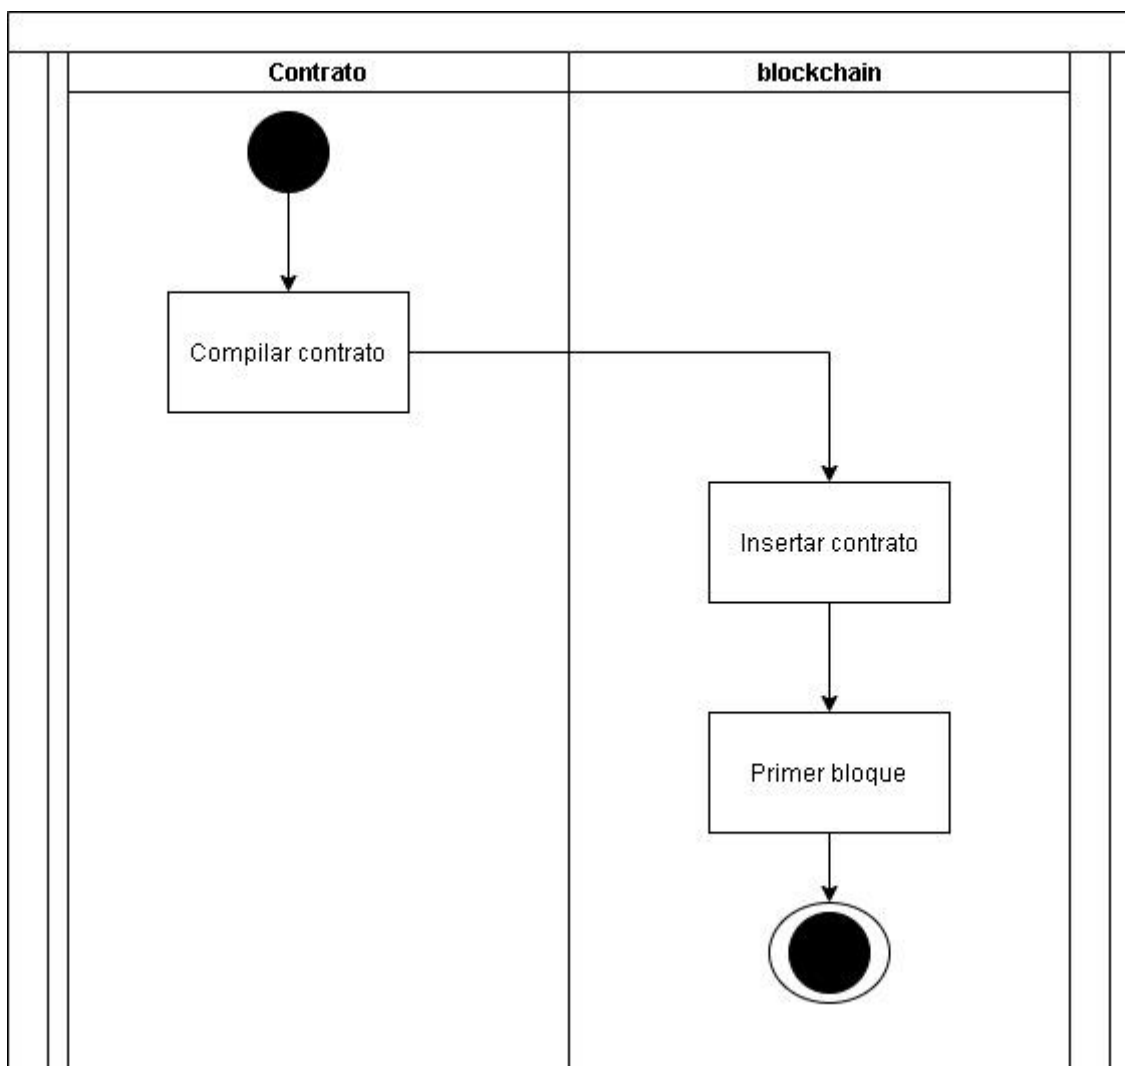 Contrato
blockchain
Compilar contrato
Insertar contrato
Primer bloque